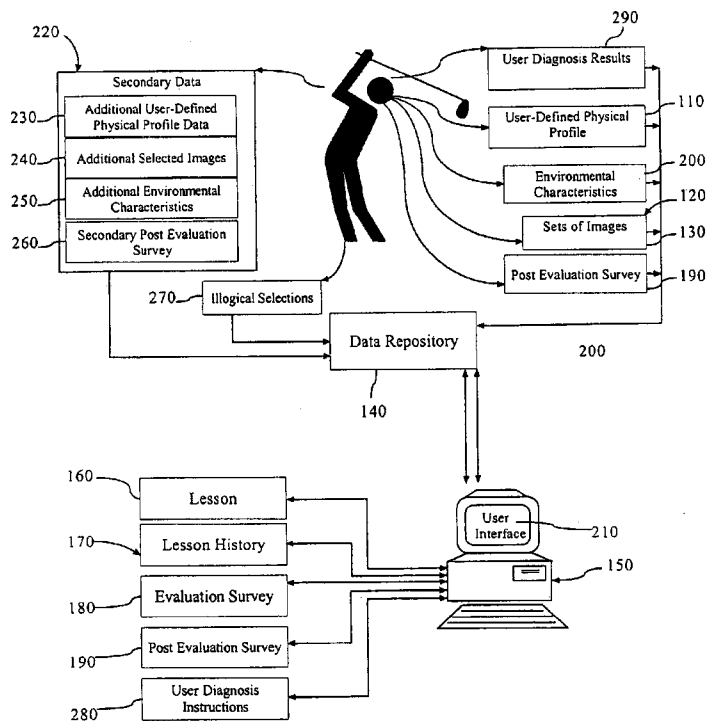 220
Secondary Data
230
Additional User-Defined
Physical Profile Data
240
Additional Selected Images
250
Additional Environmental
Characteristics
260
Secondary Post Evaluation
Survey
290
User Diagnosis Results
110
User-Defined Physical
Profile
200
Environmental
Characteristics
120
Sets of Images
130
Post Evaluation Survey
190
270
Illogical Selections
Data Repository
200
140
160
Lesson
170
Lesson History
180
Evaluation Survey
190
Post Evaluation Survey
280
User Diagnosis
Instructions
User
Interface
210
150